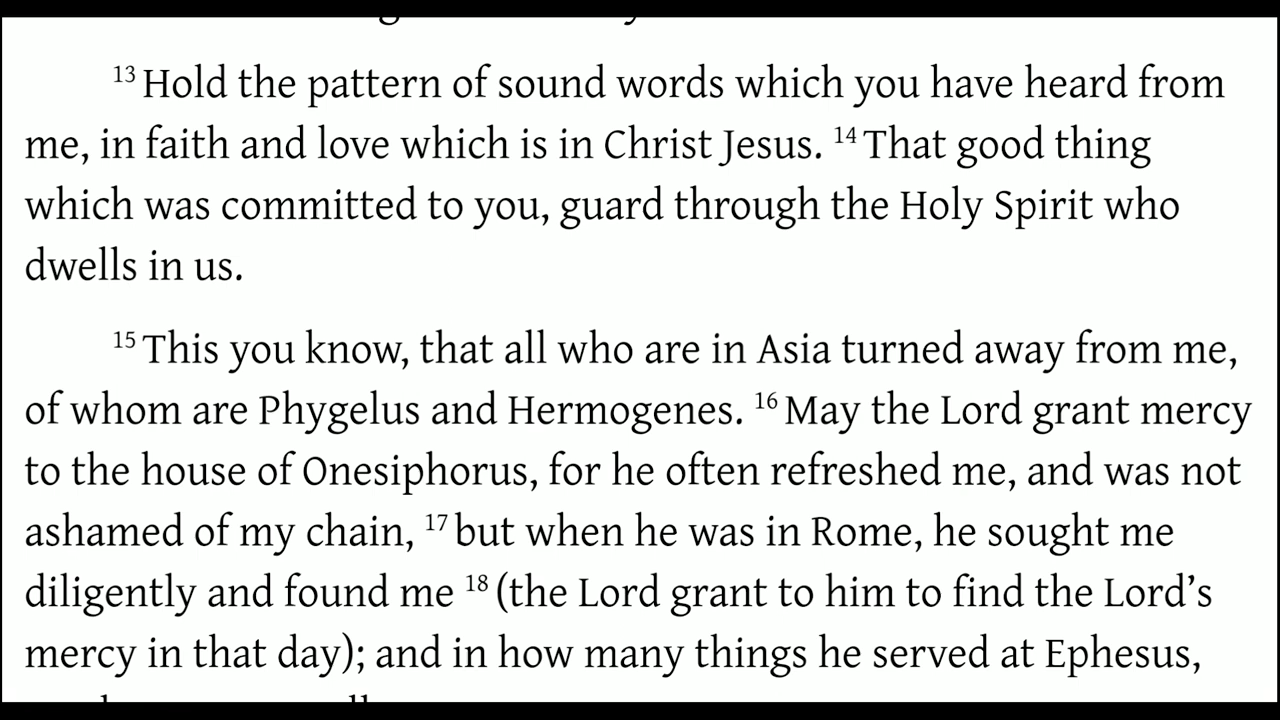 13 Hold the pattern of sound words which you have heard from
me, in faith and love which is in Christ Jesus. 14 That good thing
which was committed to you, guard through the Holy Spirit who
dwells in us.
15 This you know, that all who are in Asia turned away from me,
of whom are Phygelus and Hermogenes. 16 May the Lord grant mercy
to the house of Onesiphorus, for he often refreshed me, and was not
ashamed of my chain, 17 but when he was in Rome, he sought me
diligently and found me 18 (the Lord grant to him to find the Lord’s
mercy in that day); and in how many things he served at Ephesus,